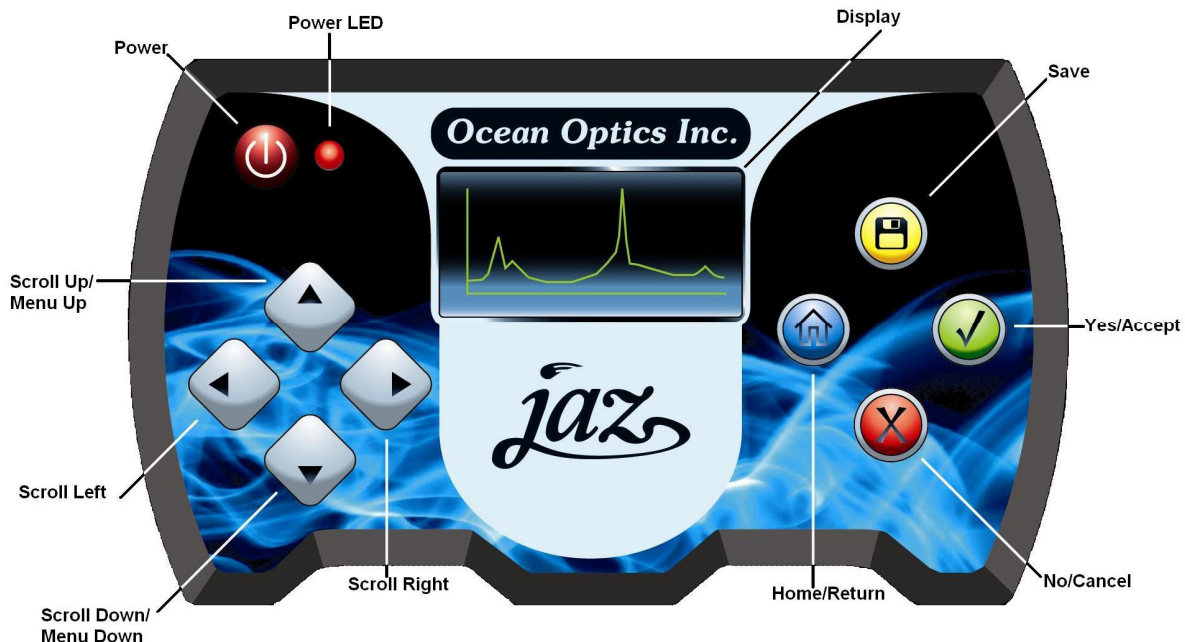 Power LED
Display
Power
Save
Ocean Optics Inc.
Scroll Up/
Menu Up
Yes/Accept
jaz
Scroll Left
Scroll Right
Home/Return
No/Cancel
Scroll Down/
Menu Down